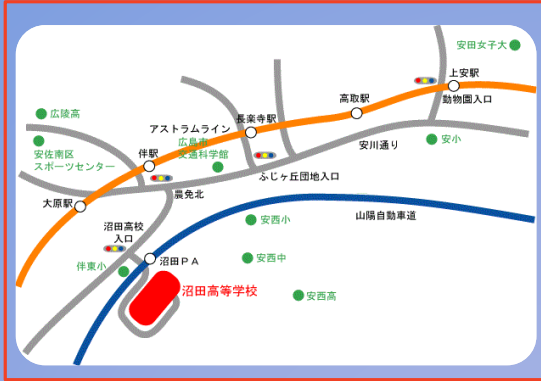 安田女子大
上安駅
動物園入口
高取駅
広陵高
長楽寺駅
アストラムライン
広島市
交通科学館
安佐南区
スポーツセンター
伴駅
安小
安川通り
ふじヶ丘団地入口
農免北
大原駅
沼田高校
入口
安西小
山陽自動車道
沼田PA
伴東小
安西中
沼田高等学校
安西高